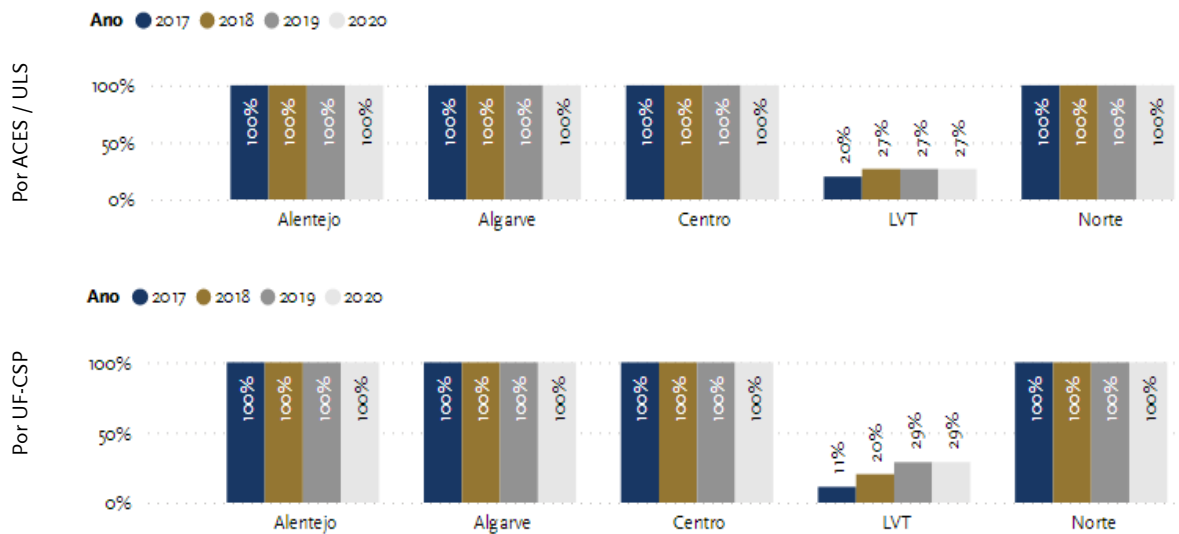 Ano 2017 2018 2019 2020
Por ACES / ULS
100%
50%
0%
100% 100% 100% 100%
100% 100% 100% 100%
100% 100% 100% 100%
20% 27% 27% 27%
100% 100% 100% 100%
Alentejo Algarve Centro LVT Norte
Ano 2017 2018 2019 2020
Por UF-CSP
100%
50%
0%
100% 100% 100% 100%
100% 100% 100% 100%
100% 100% 100% 100%
11% 20% 29% 29%
100% 100% 100% 100%
Alentejo Algarve Centro LVT Norte